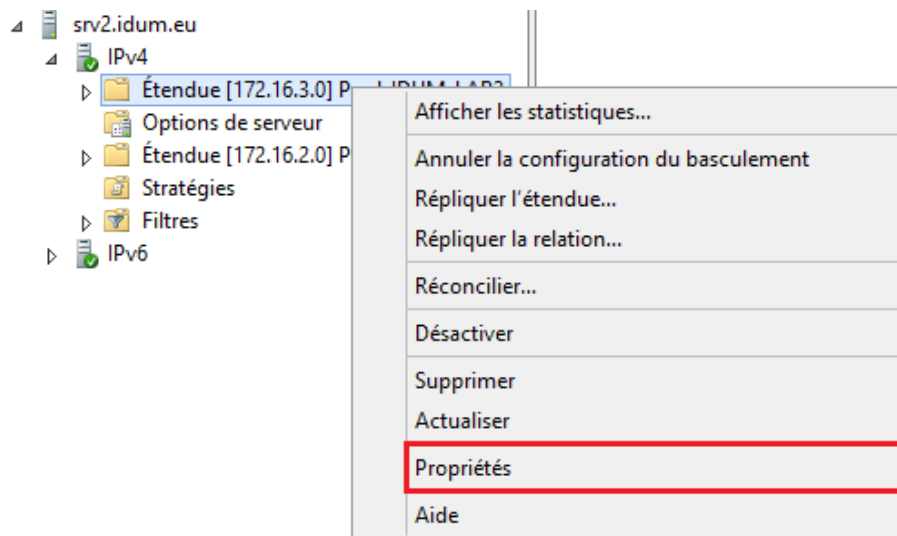 srv2.idum.eu
IPv4
Étendue [172.16.3.0] P
Options de serveur
Étendue [172.16.2.0] P
Stratégies
Filtres
IPv6
Afficher les statistiques...
Annuler la configuration du basculement
Répliquer l'étendue...
Répliquer la relation...
Réconcilier...
Désactiver
Supprimer
Actualiser
Propriétés
Aide